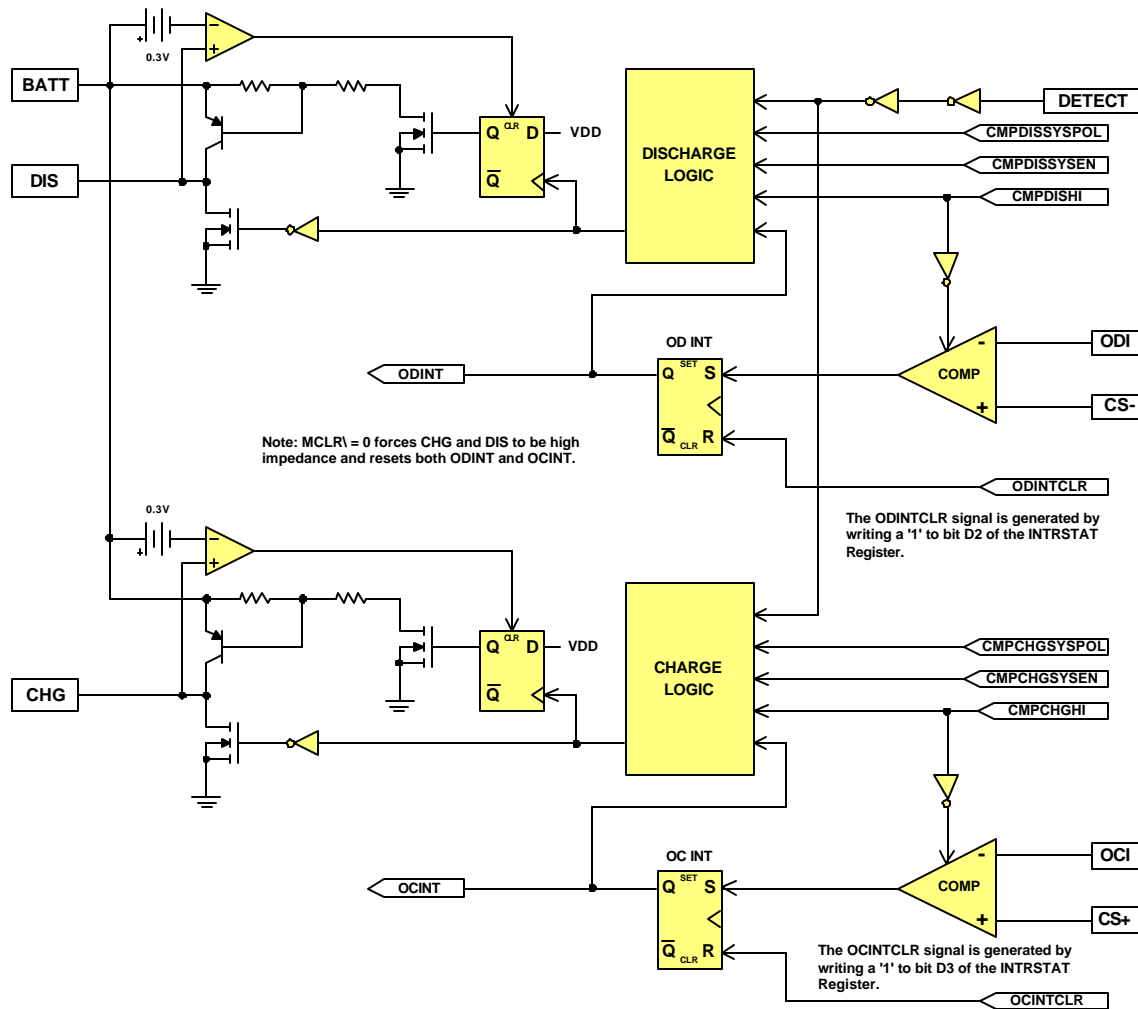 0.3V
BATT
DIS
Q CLR D
VDD
Q
DISCHARGE
LOGIC
DETECT
CMPDISSYSPOL
CMPDISSYSEN
CMPDISHI
OD INT
ODINT
Q SET S
Q CLR R
COMP
-
+
ODI
CS-
Note: MCLR\ = 0 forces CHG and DIS to be high
impedance and resets both ODINT and OCINT.
ODINTCLR
The ODINTCLR signal is generated by
writing a '1' to bit D2 of the INTRSTAT
Register.
0.3V
CHG
Q CLR D
VDD
Q
CHARGE
LOGIC
CMPCHGSYSPOL
CMPCHGSYSEN
CMPCHGHI
OC INT
OCINT
Q SET S
Q CLR R
COMP
-
+
OCI
CS+
The OCINTCLR signal is generated by
writing a '1' to bit D3 of the INTRSTAT
Register.
OCINTCLR